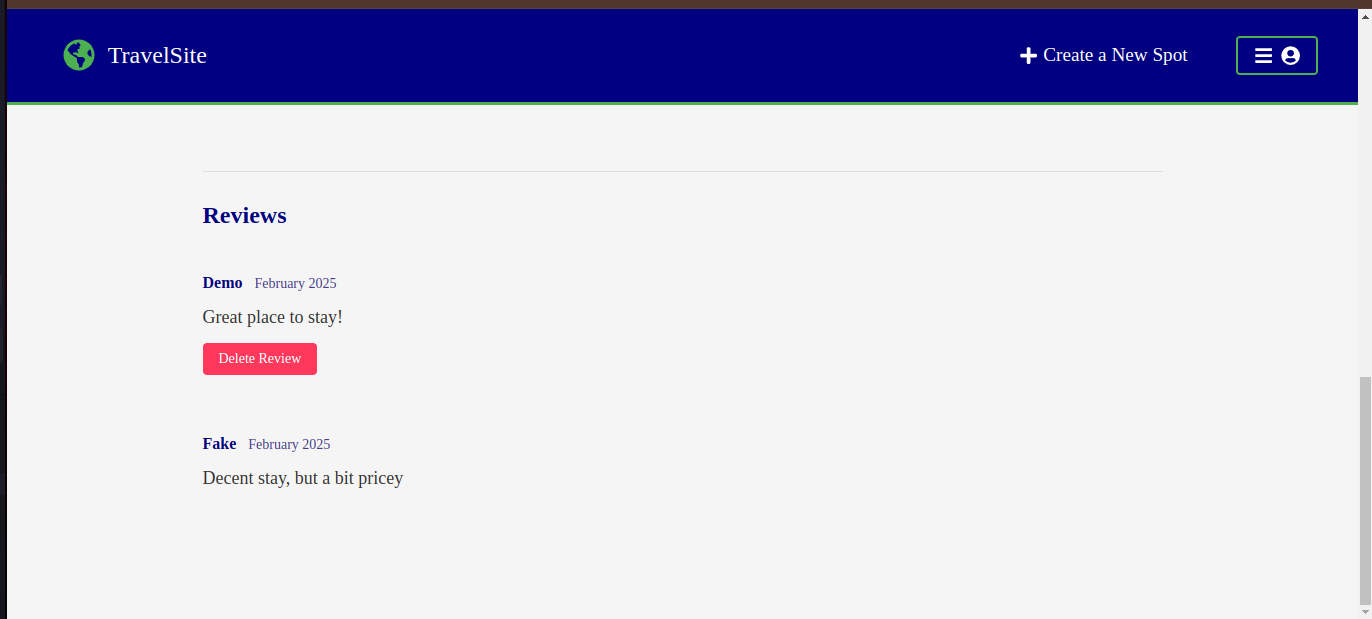 TravelSite
Create a New Spot
Reviews
Demo February 2025
Great place to stay!
Delete Review
Fake February 2025
Decent stay, but a bit pricey